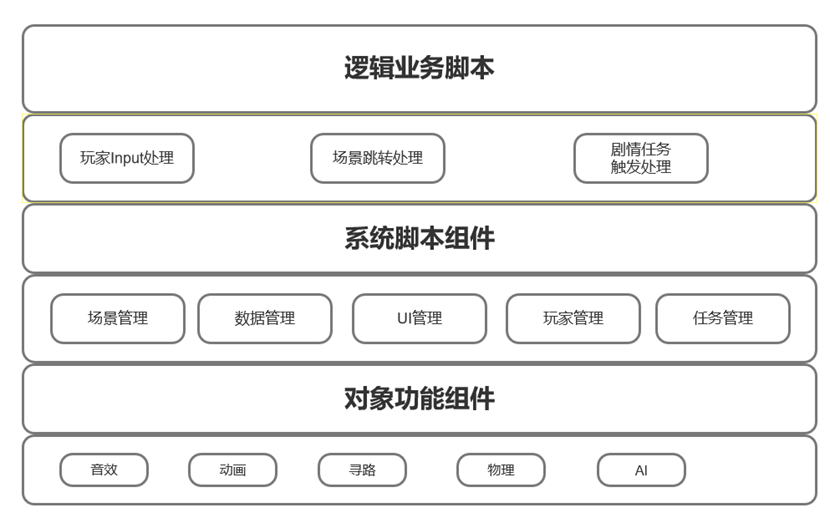 逻辑业务脚本
玩家Input处理
场景跳转处理
剧情任务
触发处理
系统脚本组件
场景管理
数据管理
UI管理
玩家管理
任务管理
对象功能组件
音效
动画
寻路
物理
AI